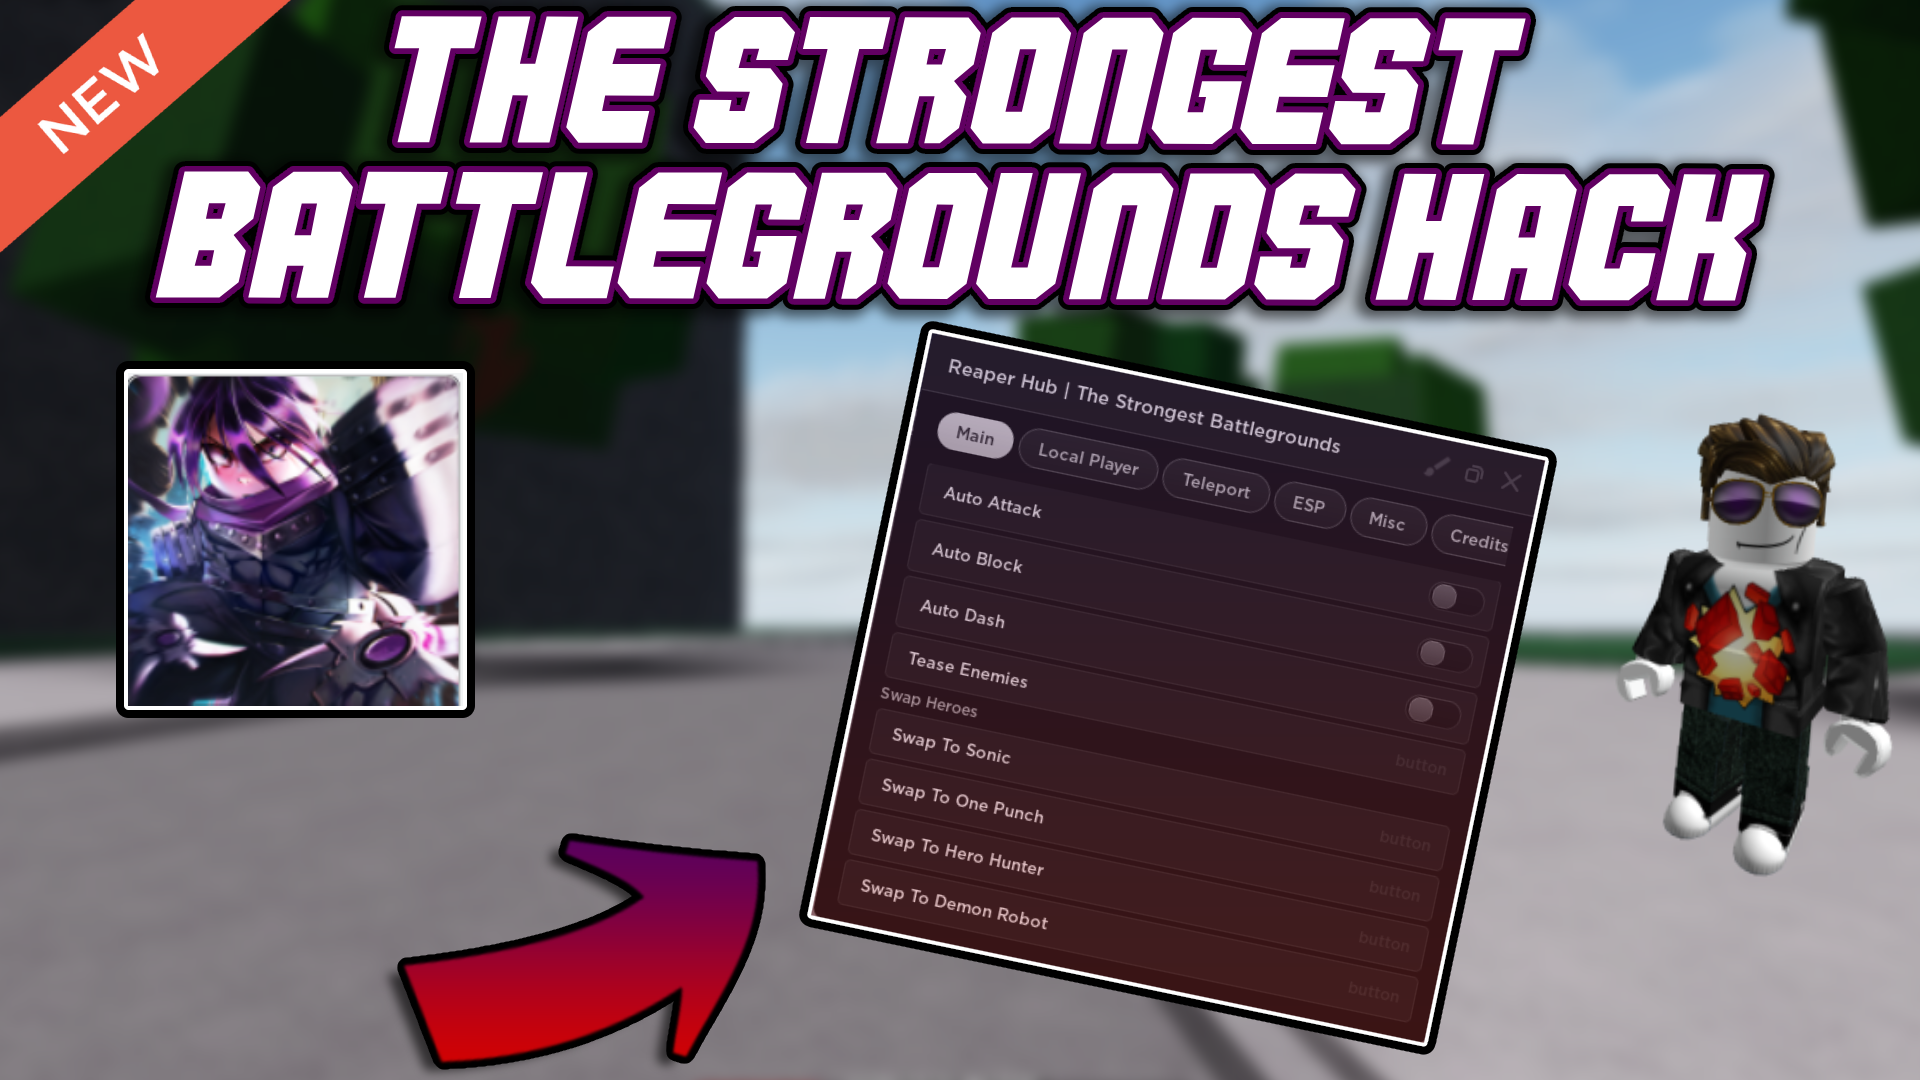 NEW
THE STRONGEST
BATTLEGROUNDS HACK
Reaper Hub | The Strongest Battlegrounds
Main
Local Player
Teleport
ESP
Misc
Credits
Auto Attack
Auto Block
Auto Dash
Tease Enemies
button
Swap Heroes
Swap To Sonic
button
Swap To One Punch
button
Swap To Hero Hunter
button
Swap To Demon Robot
button